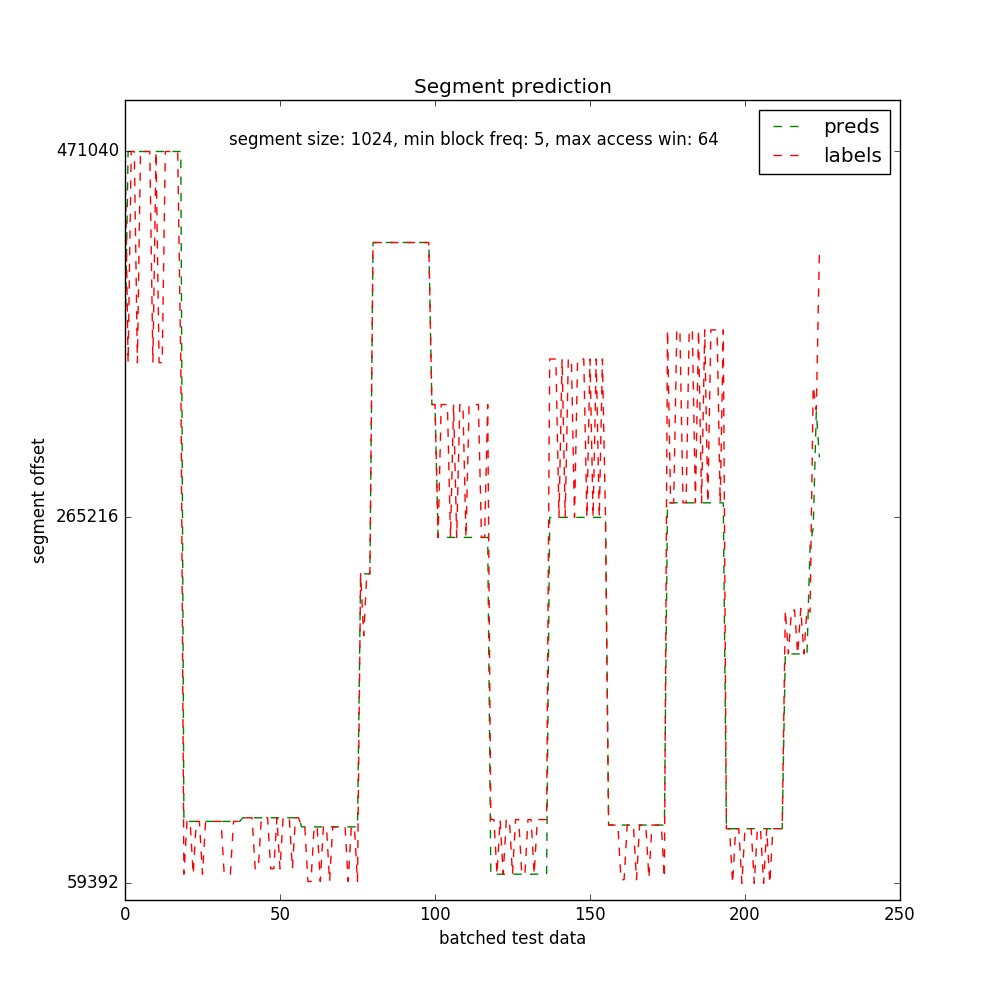 Segment prediction
segment size: 1024, min block freq: 5, max access win: 64
preds
labels
471040
265216
59392
segment offset
0 50 100 150 200 250
batched test data